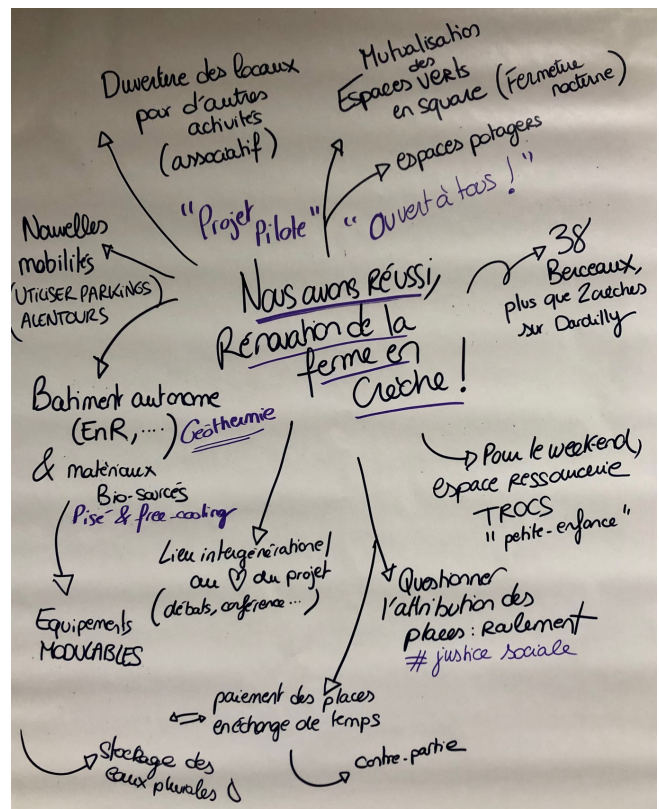 Ouverture des locaux
pour d'autres
activités
(associatif)
Mutualisation
des
Espaces VERTS
en square (Fermeture
nocturne)
espaces potagers
"Projet
Pilote"
"Ouvert à tous !"
Nouvelles
mobilités
(UTILISER PARKINGS)
ALENTOURS
Nous avons RÉUSSI,
Rénovation de la
ferme en
Crèche !
38
Berceaux,
plus que 2 crèches
sur Dardilly
Batiment autonome
(EnR, ....) Géothermie
& matériaux
Bio-sourcés
Pisé & free-cooling
Pour le weekend,
espace RESSOURCERIE
TROCS
"petite-enfance"
Lieu intergénérationel
au ♡ du projet
(débats, conférence...)
Questionner
l'attribution des
places : Roulement
# justice sociale
Equipements
MODULABLES
paiement des places
⇔ en échange de temps
Stockage des
eaux pluviales
contre-partie